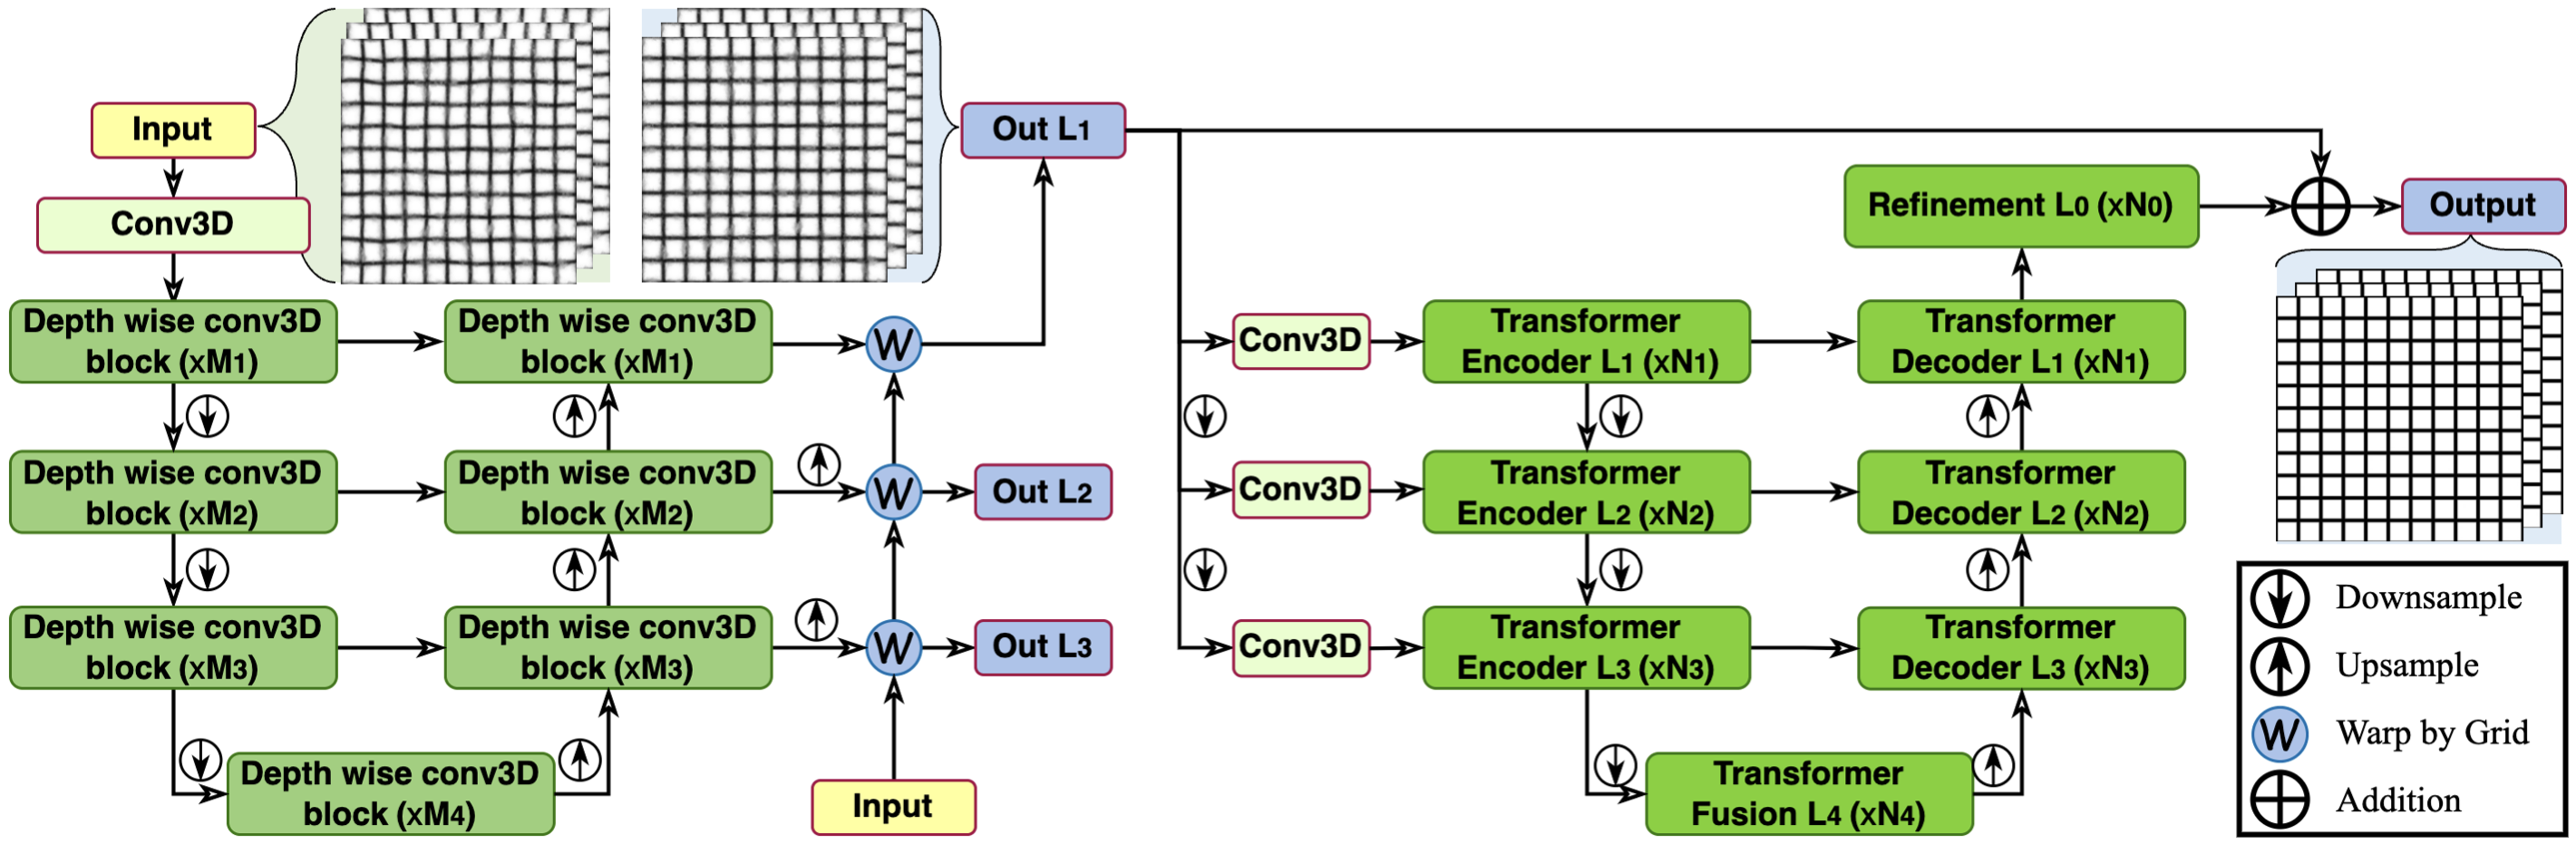 Input
Conv3D
Depth wise conv3D
block (xM1)
Depth wise conv3D
block (xM2)
Depth wise conv3D
block (xM3)
Depth wise conv3D
block (xM4)
Depth wise conv3D
block (xM1)
Depth wise conv3D
block (xM2)
Depth wise conv3D
block (xM3)
W
W
W
Input
Out L1
Out L2
Out L3
Conv3D
Conv3D
Conv3D
Transformer
Encoder L1 (xN1)
Transformer
Encoder L2 (xN2)
Transformer
Encoder L3 (xN3)
Transformer
Fusion L4 (xN4)
Refinement L0 (xN0)
Transformer
Decoder L1 (xN1)
Transformer
Decoder L2 (xN2)
Transformer
Decoder L3 (xN3)
Output
Downsample
Upsample
W Warp by Grid
Addition